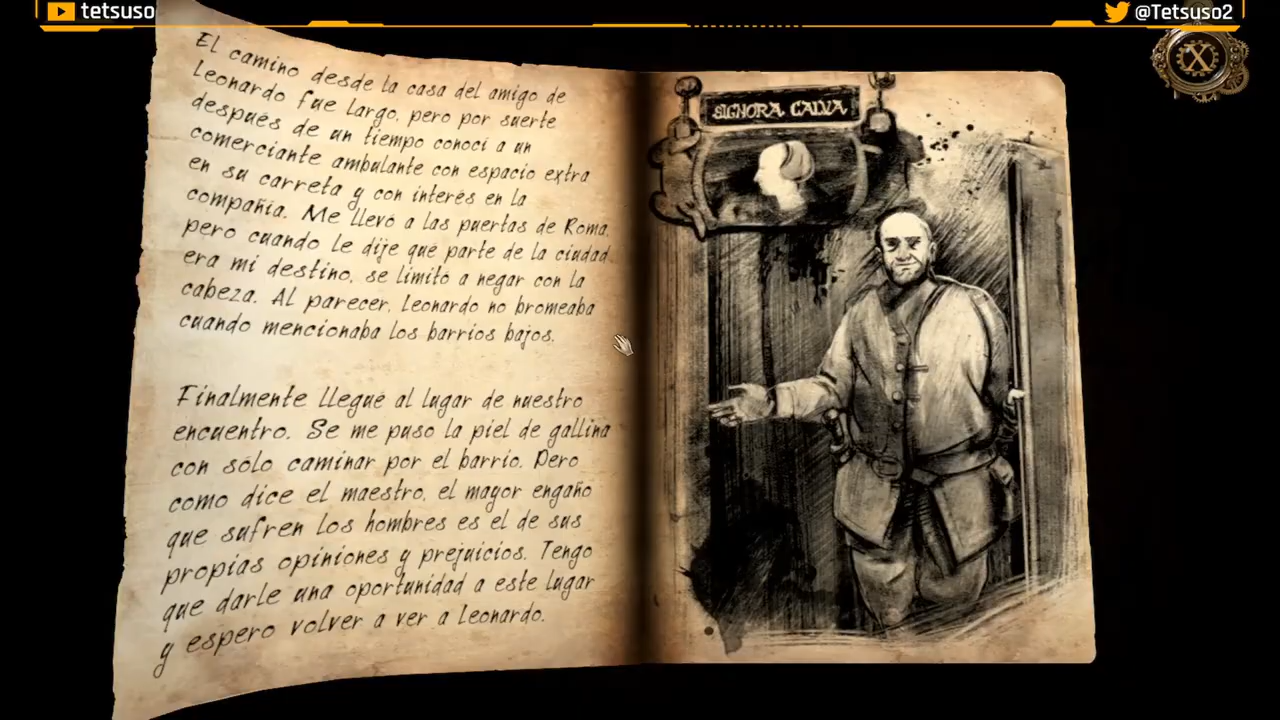 tetsuso
@Tetsuso2
X
El camino desde la casa del amigo de
Leonardo fue largo, pero por suerte
después de un tiempo conocí a un
comerciante ambulante con espacio extra
en su carreta y con interés en la
compañía. Me llevó a las puertas de Roma,
pero cuando le dije qué parte de la ciudad
era mi destino, se limitó a negar con la
cabeza. Al parecer, Leonardo no bromeaba
cuando mencionaba los barrios bajos.
Finalmente llegué al lugar de nuestro
encuentro. Se me puso la piel de gallina
con sólo caminar por el barrio. Pero
como dice el maestro, el mayor engaño
que sufren los hombres es el de sus
propias opiniones y prejuicios. Tengo
que darle una oportunidad a este lugar
y espero volver a ver a Leonardo.
SIGNORA CALVA